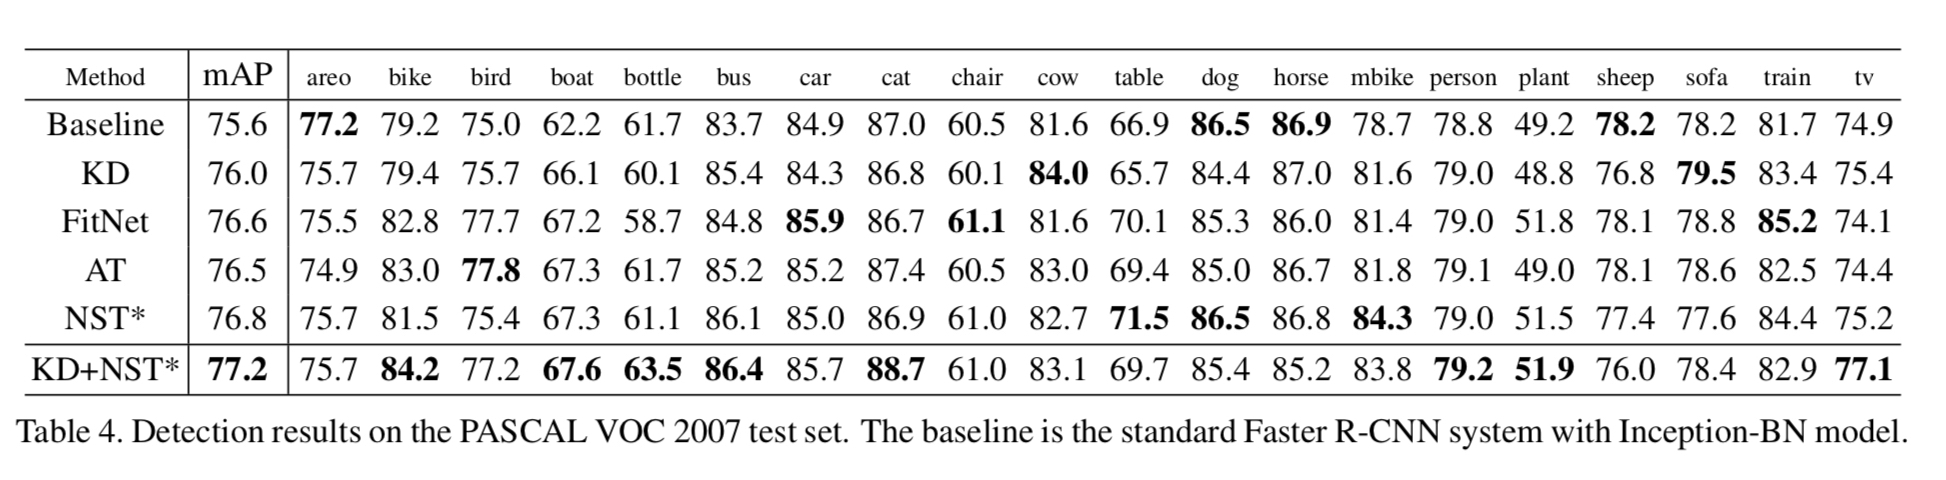 Method mAP areo bike bird boat bottle bus car cat chair cow table dog horse mbike person plant sheep sofa train tv
Baseline 75.6 77.2 79.2 75.0 62.2 61.7 83.7 84.9 87.0 60.5 81.6 66.9 86.5 86.9 78.7 78.8 49.2 78.2 78.2 81.7 74.9
KD 76.0 75.7 79.4 75.7 66.1 60.1 85.4 84.3 86.8 60.1 84.0 65.7 84.4 87.0 81.6 79.0 48.8 76.8 79.5 83.4 75.4
FitNet 76.6 75.5 82.8 77.7 67.2 58.7 84.8 85.9 86.7 61.1 81.6 70.1 85.3 86.0 81.4 79.0 51.8 78.1 78.8 85.2 74.1
AT 76.5 74.9 83.0 77.8 67.3 61.7 85.2 85.2 87.4 60.5 83.0 69.4 85.0 86.7 81.8 79.1 49.0 78.1 78.6 82.5 74.4
NST* 76.8 75.7 81.5 75.4 67.3 61.1 86.1 85.0 86.9 61.0 82.7 71.5 86.5 86.8 84.3 79.0 51.5 77.4 77.6 84.4 75.2
KD+NST* 77.2 75.7 84.2 77.2 67.6 63.5 86.4 85.7 88.7 61.0 83.1 69.7 85.4 85.2 83.8 79.2 51.9 76.0 78.4 82.9 77.1
Table 4. Detection results on the PASCAL VOC 2007 test set. The baseline is the standard Faster R-CNN system with Inception-BN model.